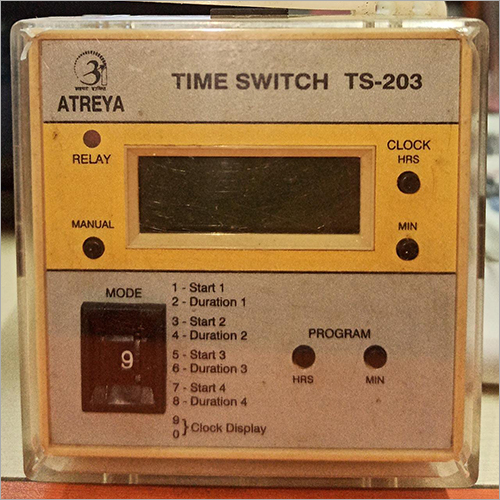 ATREYA
TIME SWITCH TS-203
RELAY
CLOCK
HRS
MANUAL
MIN
MODE
9
1 - Start 1
2 - Duration 1
3 - Start 2
4 - Duration 2
5 - Start 3
6 - Duration 3
7 - Start 4
8 - Duration 4
9
0 } Clock Display
PROGRAM
HRS
MIN